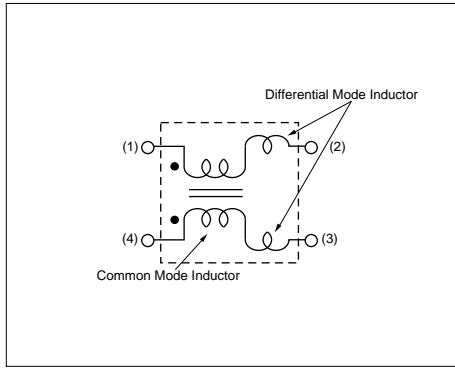 Differential Mode Inductor
(1)
(2)
(4)
(3)
Common Mode Inductor